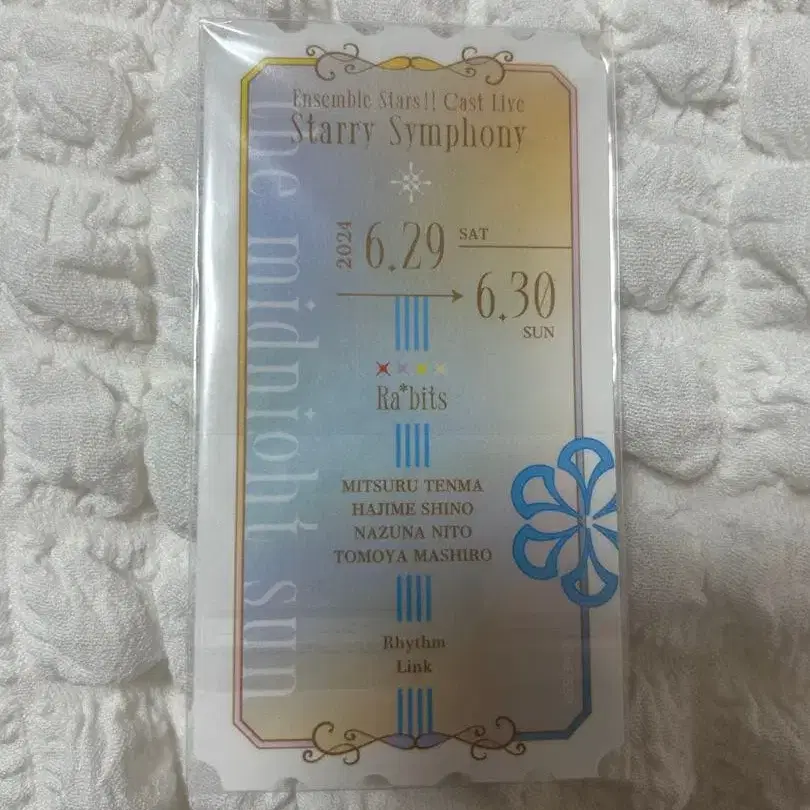 Ensemble Stars!! Cast Live
Starry Symphony
the midnight sun
2024 6.29 SAT
6.30 SUN
Ra*bits
MITSURU TENMA
HAJIME SHINO
NAZUNA NITO
TOMOYA MASHIRO
Rhythm
Link